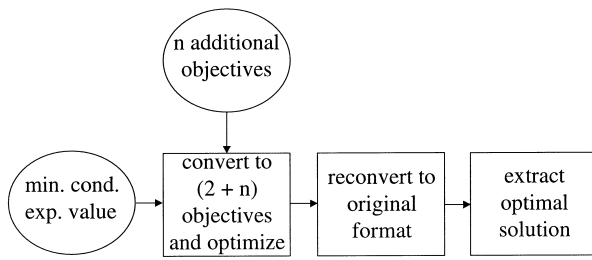 n additional
objectives
min. cond.
exp. value
convert to
(2 + n)
objectives
and optimize
reconvert to
original
format
extract
optimal
solution